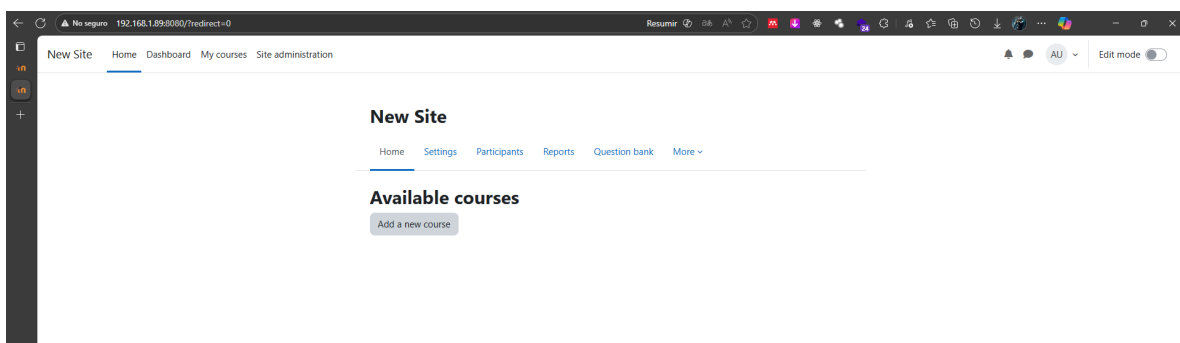 No seguro 192.168.1.89:8080/?redirect=0 Resumir 24
New Site Home Dashboard My courses Site administration AU Edit mode
New Site
Home Settings Participants Reports Question bank More
Available courses
Add a new course